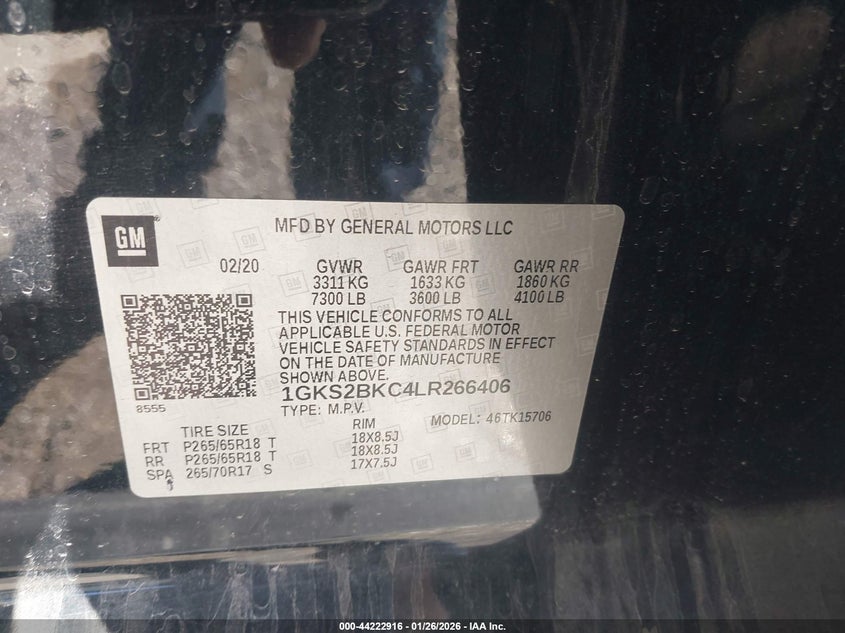 GM
MFD BY GENERAL MOTORS LLC
02/20 GVWR GAWR FRT GAWR RR
3311 KG 1633 KG 1860 KG
7300 LB 3600 LB 4100 LB
THIS VEHICLE CONFORMS TO ALL
APPLICABLE U.S. FEDERAL MOTOR
VEHICLE SAFETY STANDARDS IN EFFECT
ON THE DATE OF MANUFACTURE
SHOWN ABOVE.
1GKS2BKC4LR266406
8555
TYPE: M.P.V. MODEL: 46TK15706
TIRE SIZE RIM
FRT P265/65R18 T 18X8.5J
RR P265/65R18 T 18X8.5J
SPA 265/70R17 S 17X7.5J
000-44222916 - 01/26/2026 - IAA Inc.